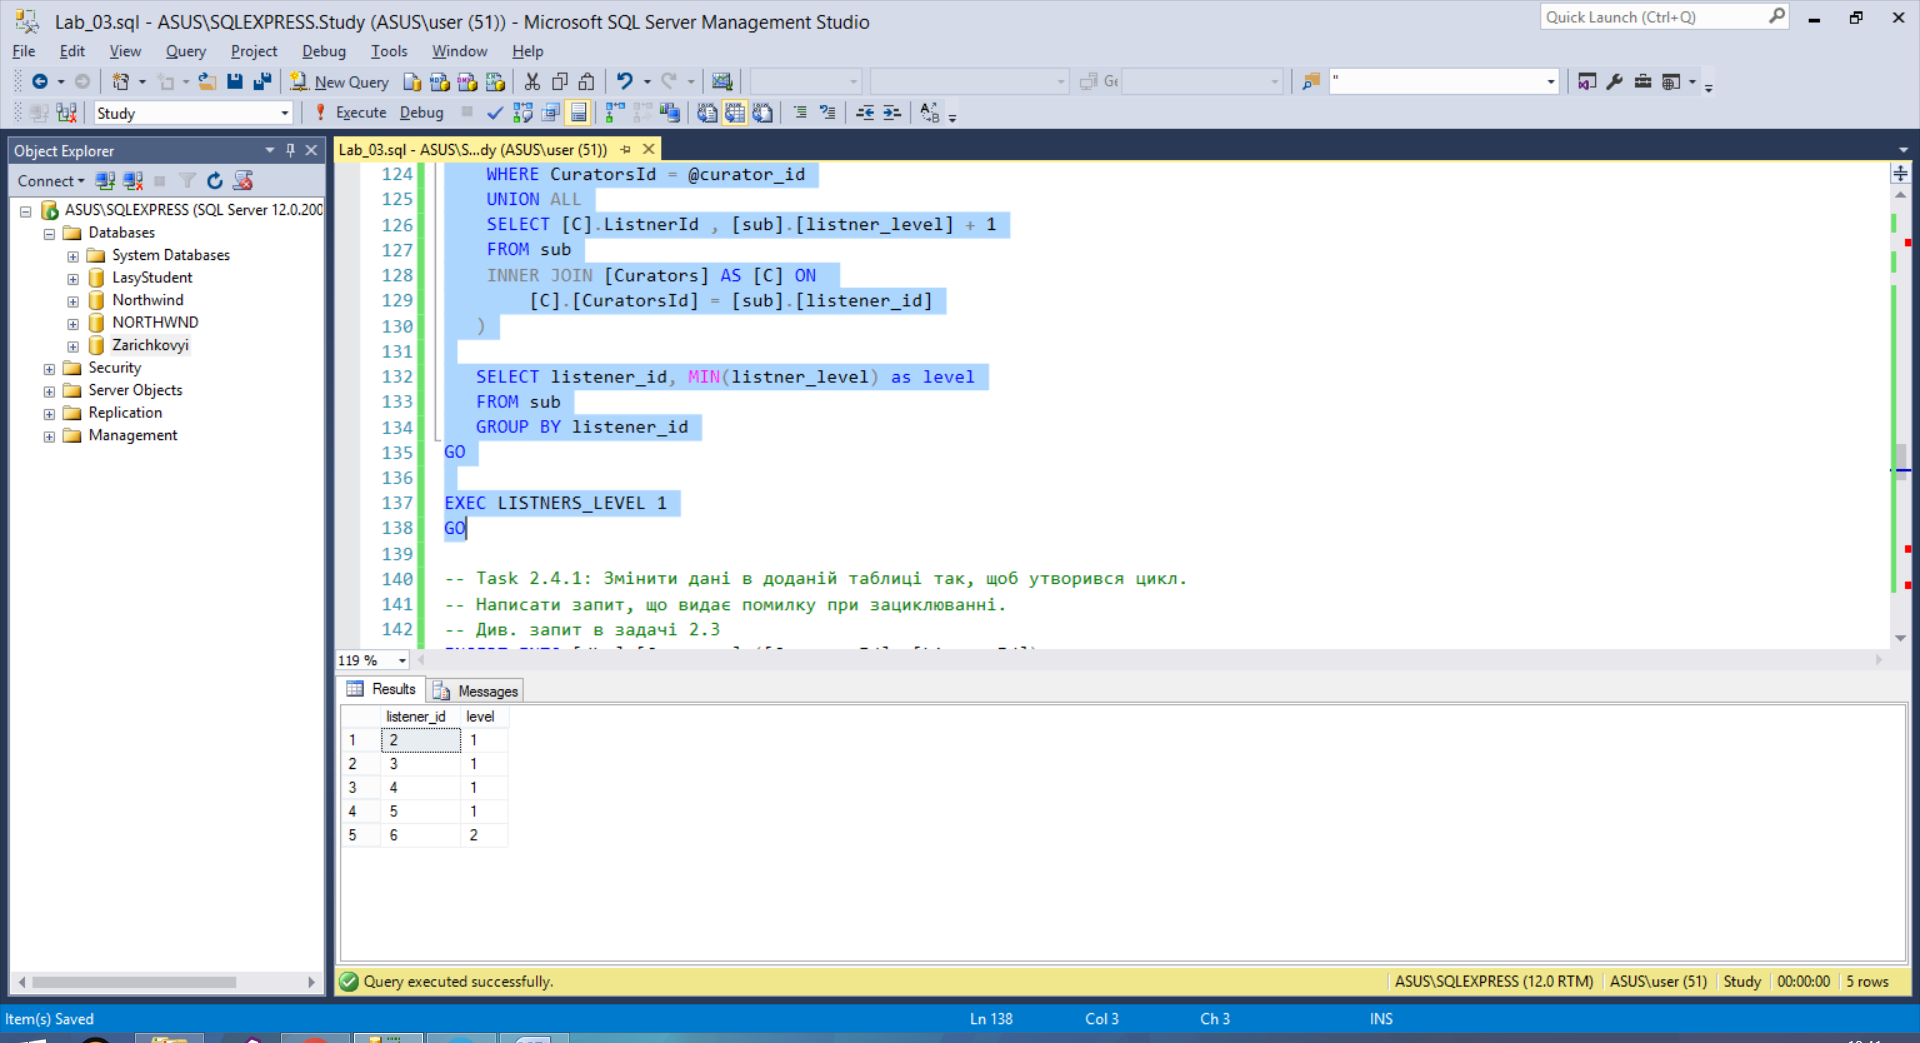 Lab_03.sql - ASUS\SQLEXPRESS.Study (ASUS\user (51)) - Microsoft SQL Server Management Studio
Quick Launch (Ctrl+Q)
File Edit View Query Project Debug Tools Window Help
New Query
"
Study
Execute Debug
Object Explorer
Connect
ASUS\SQLEXPRESS (SQL Server 12.0.200
Databases
System Databases
LasyStudent
Northwind
NORTHWND
Zarichkovyi
Security
Server Objects
Replication
Management
Lab_03.sql - ASUS\S...dy (ASUS\user (51))
124 WHERE CuratorsId = @curator_id
125 UNION ALL
126 SELECT [C].ListnerId , [sub].[listner_level] + 1
127 FROM sub
128 INNER JOIN [Curators] AS [C] ON
129 [C].[CuratorsId] = [sub].[listener_id]
130 )
131
132 SELECT listener_id, MIN(listner_level) as level
133 FROM sub
134 GROUP BY listener_id
135 GO
136
137 EXEC LISTNERS_LEVEL 1
138 GO
139
140 -- Task 2.4.1: Змінити дані в доданій таблиці так, щоб утворився цикл.
141 -- Написати запит, що видає помилку при зациклюванні.
142 -- Див. запит в задачі 2.3
119 %
Results Messages
listener_id level
1 2 1
2 3 1
3 4 1
4 5 1
5 6 2
Query executed successfully.
ASUS\SQLEXPRESS (12.0 RTM) ASUS\user (51) Study 00:00:00 5 rows
Item(s) Saved
Ln 138 Col 3 Ch 3 INS